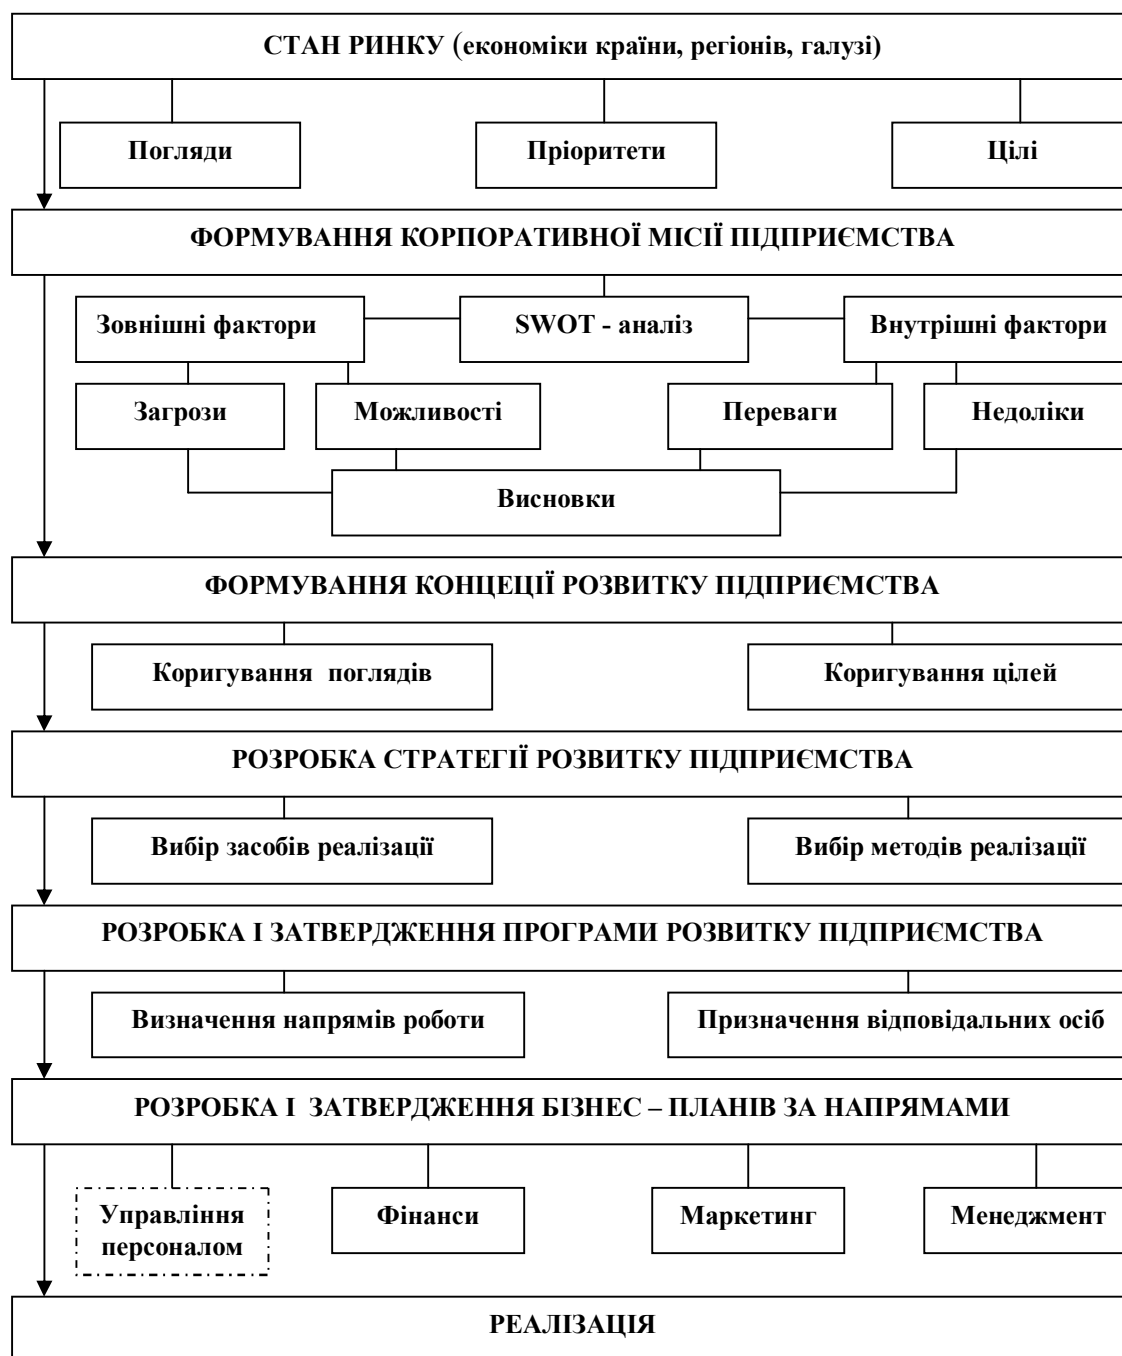 СТАН РИНКУ (економіки країни, регіонів, галузі)
Погляди
Пріоритети
Цілі
ФОРМУВАННЯ КОРПОРАТИВНОЇ МІСІЇ ПІДПРИЄМСТВА
Зовнішні фактори
SWOT - аналіз
Внутрішні фактори
Загрози
Можливості
Переваги
Недоліки
Висновки
ФОРМУВАННЯ КОНЦЕЦІЇ РОЗВИТКУ ПІДПРИЄМСТВА
Коригування поглядів
Коригування цілей
РОЗРОБКА СТРАТЕГІЇ РОЗВИТКУ ПІДПРИЄМСТВА
Вибір засобів реалізації
Вибір методів реалізації
РОЗРОБКА І ЗАТВЕРДЖЕННЯ ПРОГРАМИ РОЗВИТКУ ПІДПРИЄМСТВА
Визначення напрямів роботи
Призначення відповідальних осіб
РОЗРОБКА І ЗАТВЕРДЖЕННЯ БІЗНЕС – ПЛАНІВ ЗА НАПРЯМАМИ
Управління
персоналом
Фінанси
Маркетинг
Менеджмент
РЕАЛІЗАЦІЯ